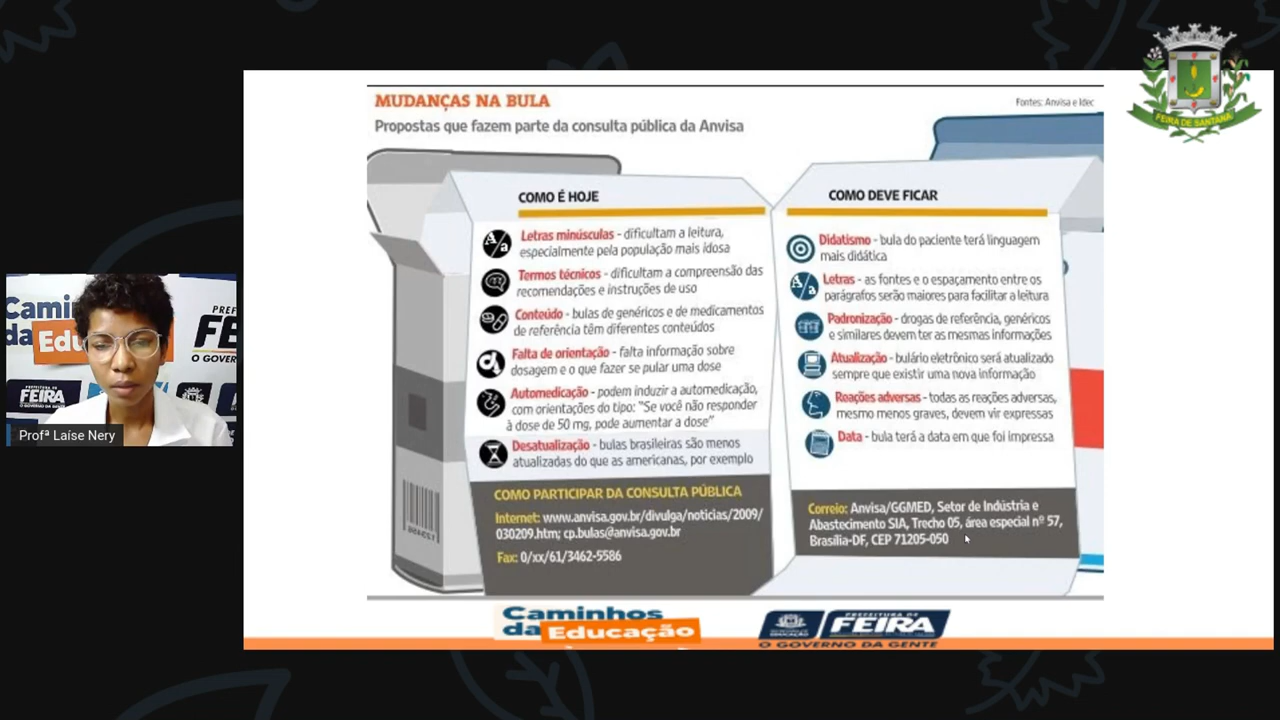 MUDANÇAS NA BULA
Fontes: Anvisa e Idec
Propostas que fazem parte da consulta pública da Anvisa
COMO É HOJE
Letras minúsculas - dificultam a leitura,
especialmente pela população mais idosa
Termos técnicos - dificultam a compreensão das
recomendações e instruções de uso
Conteúdo - bulas de genéricos e de medicamentos
de referência têm diferentes conteúdos
Falta de orientação - falta informação sobre
dosagem e o que fazer se pular uma dose
Automedicação - podem induzir a automedicação,
com orientações do tipo: "Se você não responder
à dose de 50 mg, pode aumentar a dose"
Desatualização - bulas brasileiras são menos
atualizadas do que as americanas, por exemplo
COMO PARTICIPAR DA CONSULTA PÚBLICA
Internet: www.anvisa.gov.br/divulga/noticias/2009/
030209.htm; cp.bulas@anvisa.gov.br
Fax: 0/xx/61/3462-5586
COMO DEVE FICAR
Didatismo - bula do paciente terá linguagem
mais didática
Letras - as fontes e o espaçamento entre os
parágrafos serão maiores para facilitar a leitura
Padronização - drogas de referência, genéricos
e similares devem ter as mesmas informações
Atualização - bulário eletrônico será atualizado
sempre que existir uma nova informação
Reações adversas - todas as reações adversas,
mesmo menos graves, devem vir expressas
Data - bula terá a data em que foi impressa
Correio: Anvisa/GGMED, Setor de Indústria e
Abastecimento SIA, Trecho 05, área especial nº 57,
Brasília-DF, CEP 71205-050
Caminhos
da Educação
PREFEITURA DE
FEIRA
O GOVERNO DA GENTE
FEIRA DE SANTANA
Profª Laíse Nery